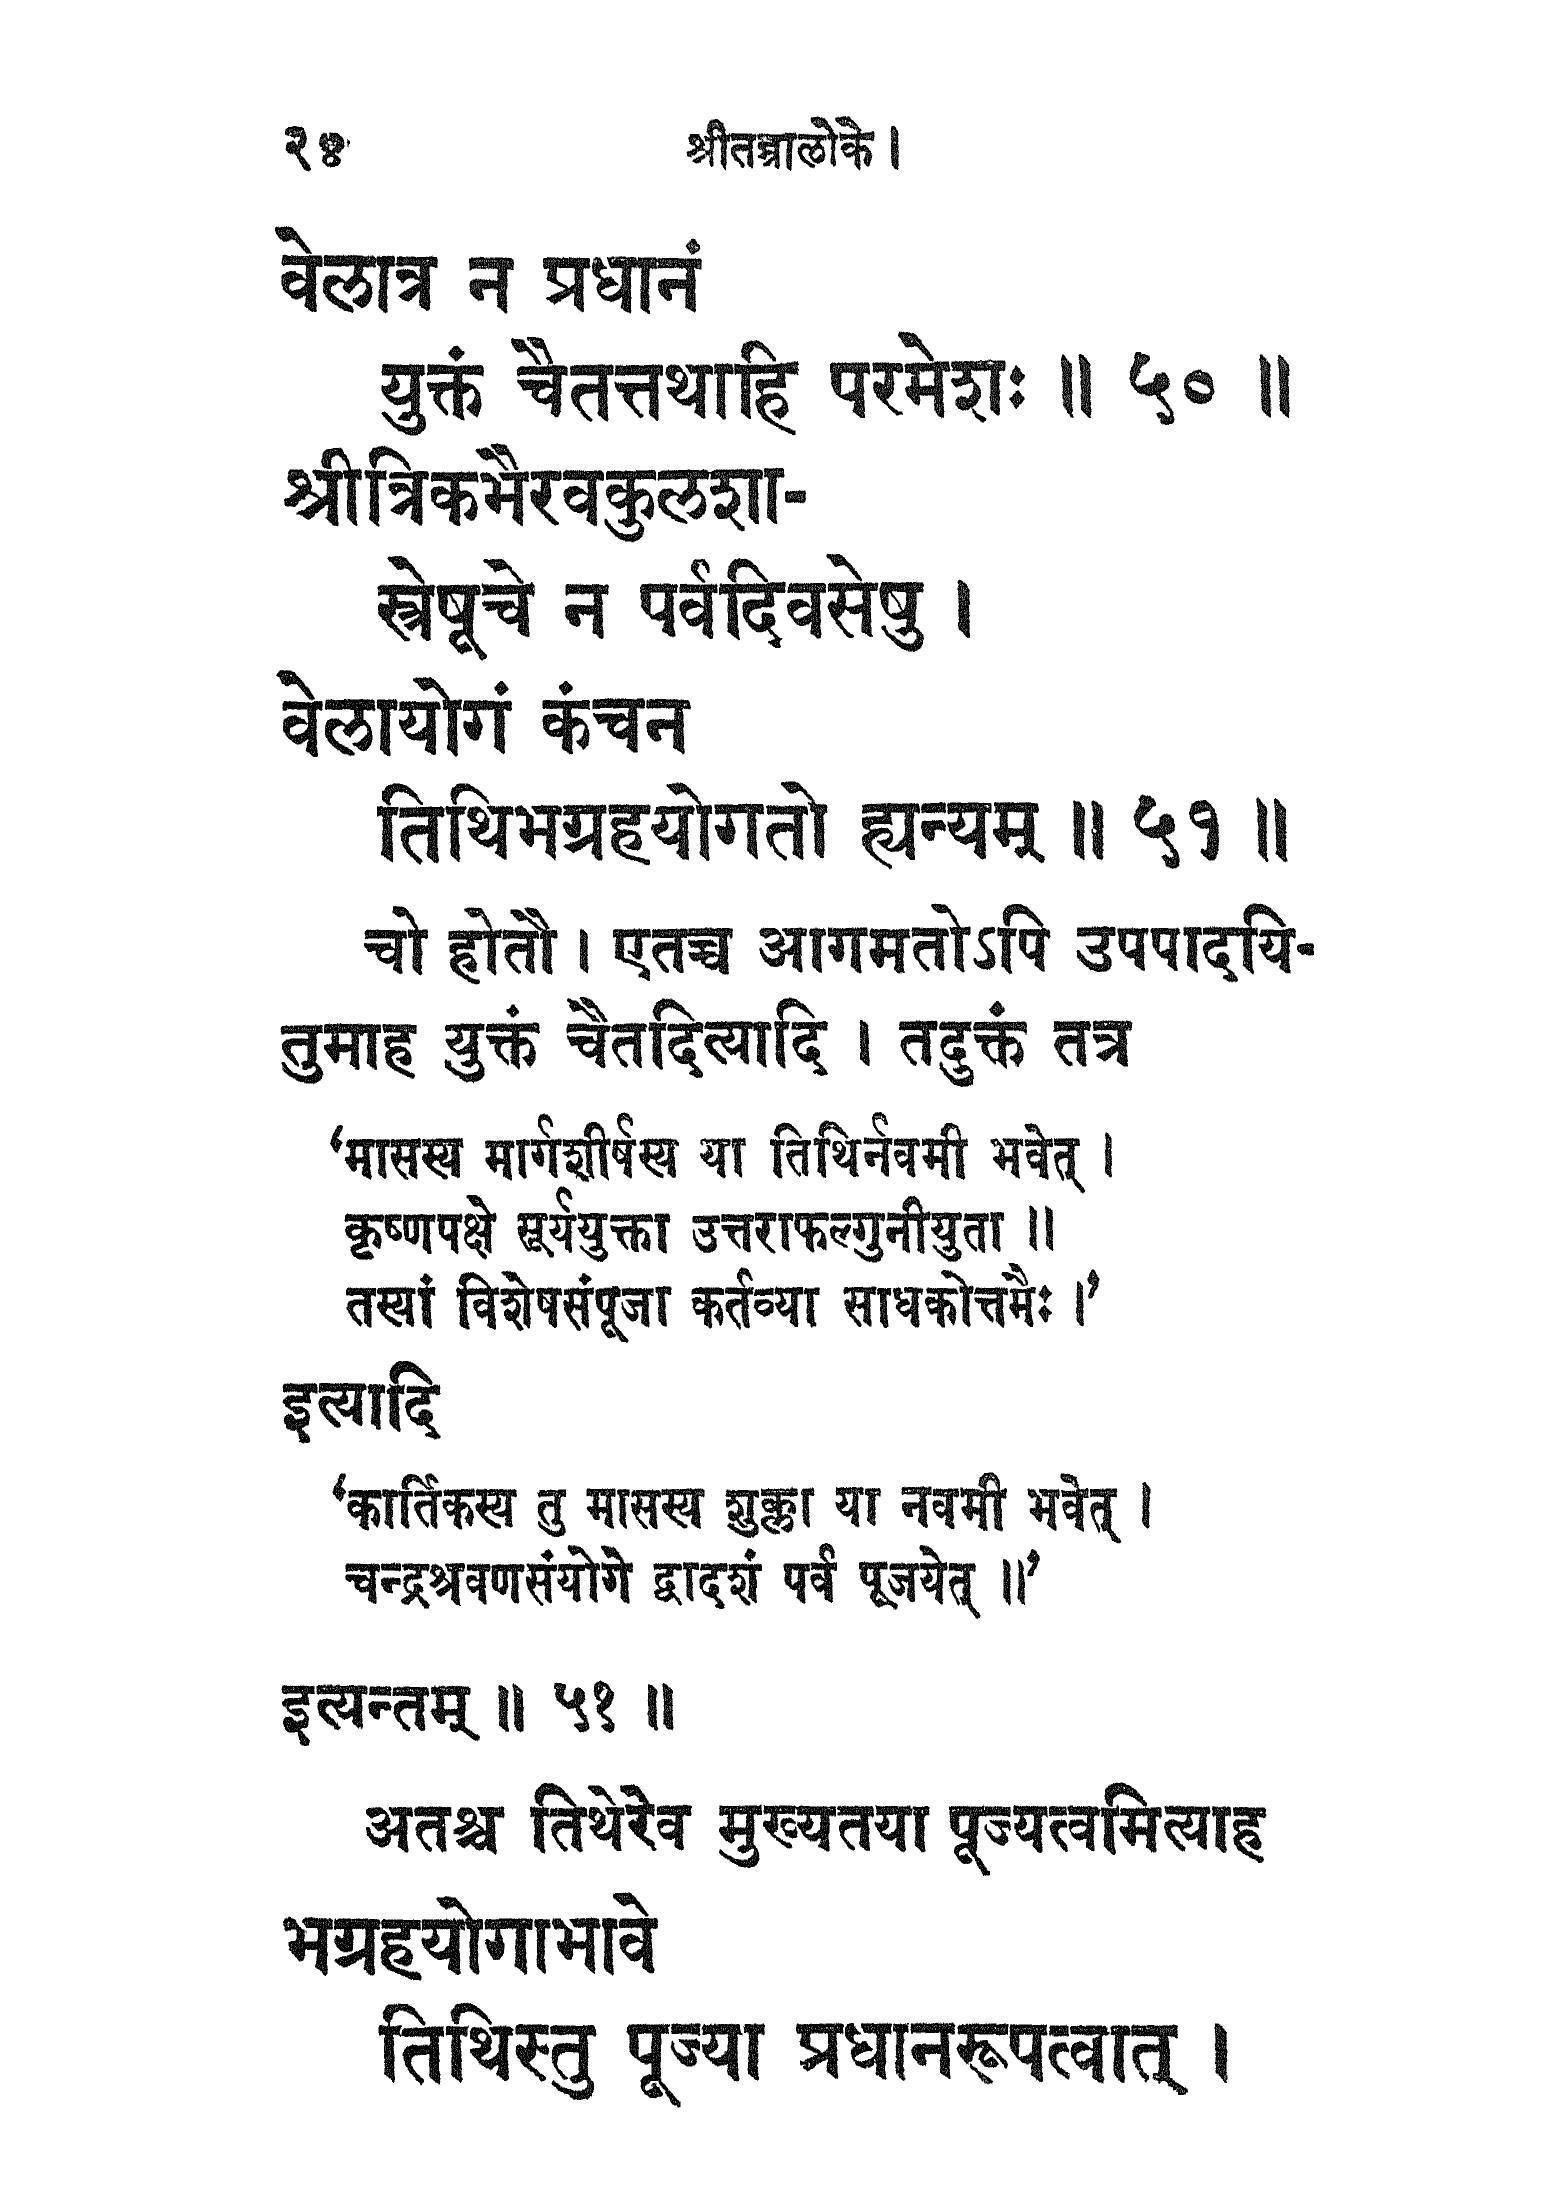 २४ श्रीतन्त्रालोके ।
वेलात्र न प्रधानं
युक्तं चैतत्तथाहि परमेशः ॥ ५० ॥
श्रीत्रिकभैरवकुलशा-
स्त्रेषूचे न पर्वदिवसेषु ।
वेलायोगं कंचन
तिथिभग्रहयोगतो ह्यन्यम् ॥ ५१ ॥
चो हेतौ । एतच्च आगमतोऽपि उपपादयि-
तुमाह युक्तं चैतदित्यादि । तदुक्तं तत्र
‘मासस्य मार्गशीर्षस्य या तिथिर्नवमी भवेत् ।
कृष्णपक्षे सूर्ययुक्ता उत्तराफल्गुनीयुता ॥
तस्यां विशेषसंपूजा कर्तव्या साधकोत्तमैः ।’
इत्यादि
‘कार्तिकस्य तु मासस्य शुक्ला या नवमी भवेत् ।
चन्द्रश्रवणसंयोगे द्वादशं पर्व पूजयेत् ॥’
इत्यन्तम् ॥ ५१ ॥
अतश्च तिथेरेव मुख्यतया पूज्यत्वमित्याह
भग्रहयोगाभावे
तिथिस्तु पूज्या प्रधानरूपत्वात् ।